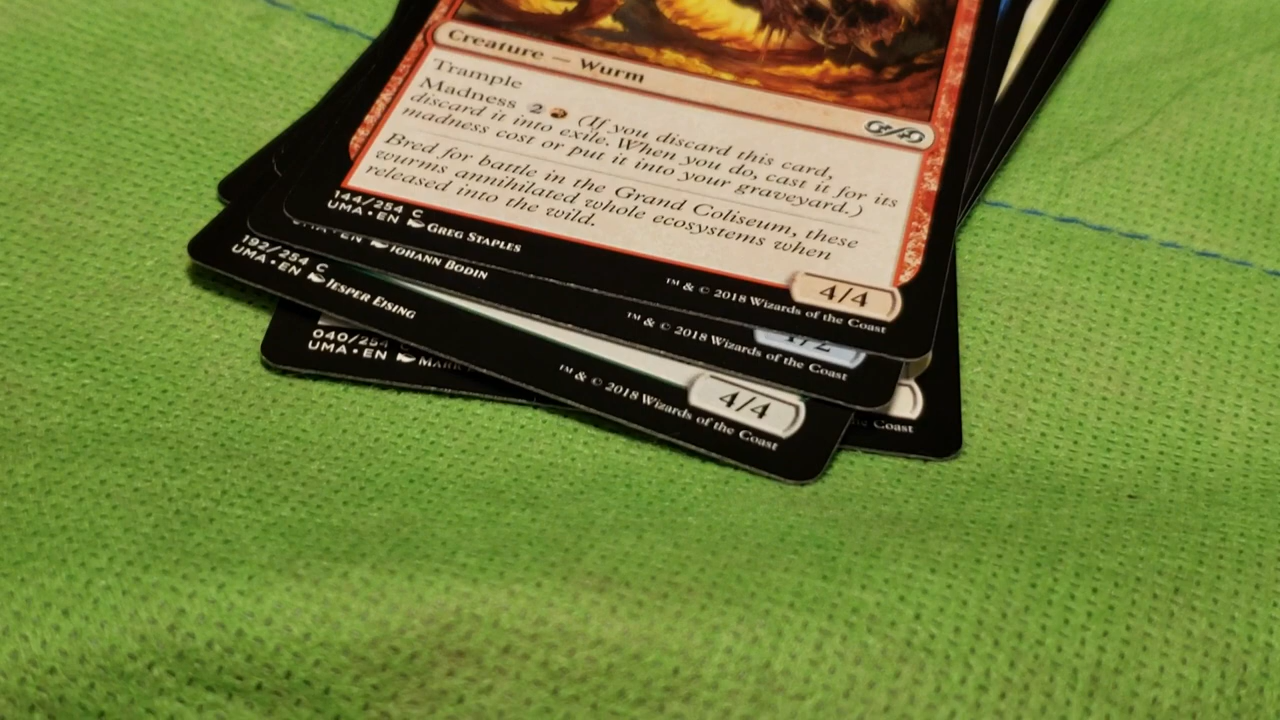 Creature — Wurm
Trample
Madness 2 (If you discard this card,
discard it into exile. When you do, cast it for its
madness cost or put it into your graveyard.)
Bred for battle in the Grand Coliseum, these
wurms annihilated whole ecosystems when
released into the wild.
4/4
144/254 C
UMA • EN GREG STAPLES
™ & © 2018 Wizards of the Coast
EN JOHANN BODIN
™ & © 2018 Wizards of the Coast
192/254 C
UMA • EN JESPER EJSING
4/4
™ & © 2018 Wizards of the Coast
040/254
UMA • EN MARK
the Coast